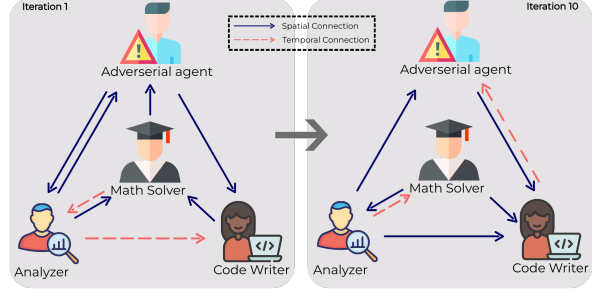 Iteration 1
Iteration 10
Spatial Connection
Temporal Connection
Adverserial agent
Adverserial agent
Math Solver
Math Solver
Analyzer
Code Writer
Analyzer
Code Writer